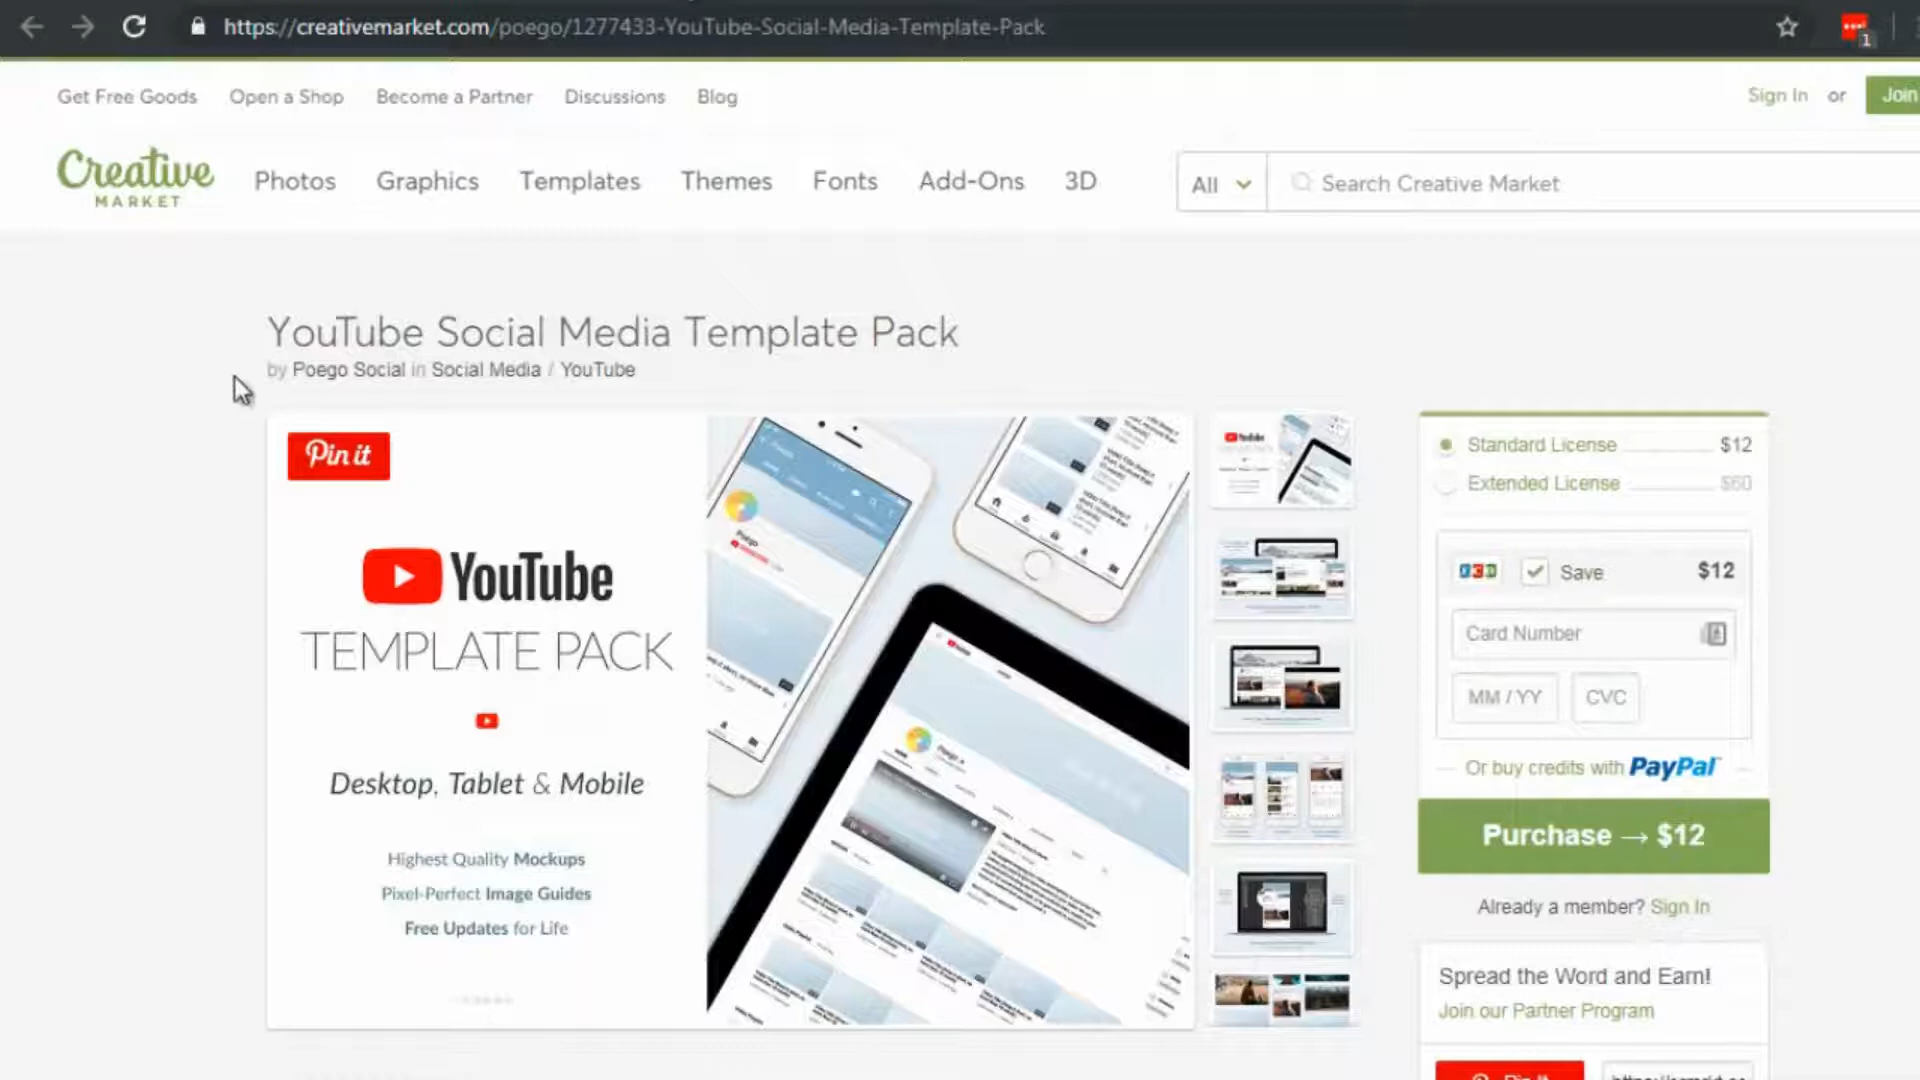 https://creativemarket.com/poego/1277433-YouTube-Social-Media-Template-Pack
1
Get Free Goods Open a Shop Become a Partner Discussions Blog
Sign In or Join
Creative
MARKET
Photos Graphics Templates Themes Fonts Add-Ons 3D
All Search Creative Market
YouTube Social Media Template Pack
by Poego Social in Social Media / YouTube
Pin it
YouTube
TEMPLATE PACK
Desktop, Tablet & Mobile
Highest Quality Mockups
Pixel-Perfect Image Guides
Free Updates for Life
Poego
YouTube
Standard License $12
Extended License $60
Save $12
Card Number
MM / YY CVC
Or buy credits with PayPal
Purchase → $12
Already a member? Sign In
Spread the Word and Earn!
Join our Partner Program
Pin it